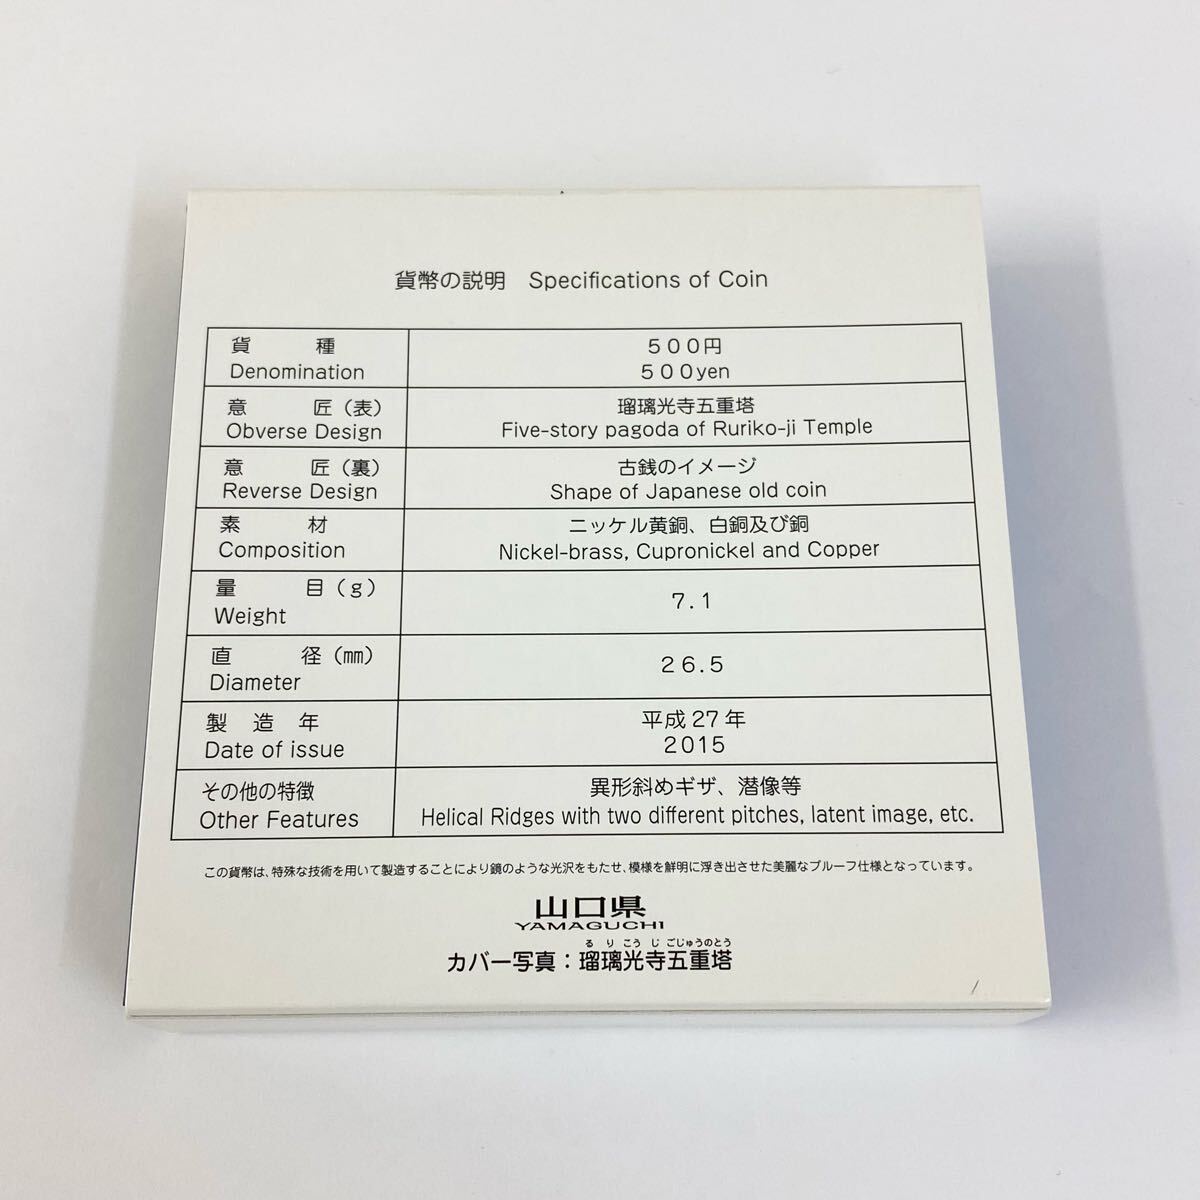 貨幣の説明　Specifications of Coin
貨　種　５００円
Denomination　５００yen
意　匠（表）　瑠璃光寺五重塔
Obverse Design　Five-story pagoda of Ruriko-ji Temple
意　匠（裏）　古銭のイメージ
Reverse Design　Shape of Japanese old coin
素　材　ニッケル黄銅、白銅及び銅
Composition　Nickel-brass, Cupronickel and Copper
量　目（ｇ）　７.１
Weight
直　径（㎜）　２６.５
Diameter
製　造　年　平成２７年
Date of issue　2015
その他の特徴　異形斜めギザ、潜像等
Other Features　Helical Ridges with two different pitches, latent image, etc.
この貨幣は、特殊な技術を用いて製造することにより鏡のような光沢をもたせ、模様を鮮明に浮き出させた美麗なプルーフ仕様となっています。
山口県
YAMAGUCHI
る り こう じ ごじゅうのとう
カバー写真：瑠璃光寺五重塔